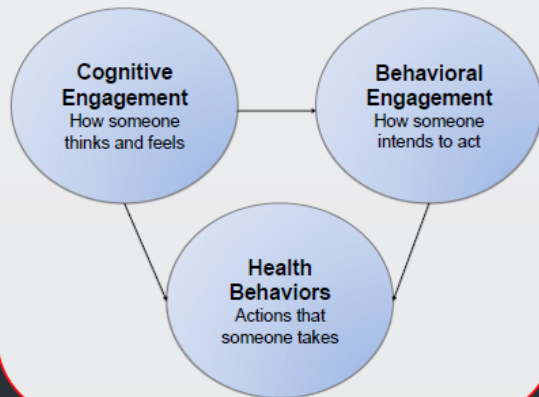 Cognitive
Engagement
How someone
thinks and feels
Behavioral
Engagement
How someone
intends to act
Health
Behaviors
Actions that
someone takes